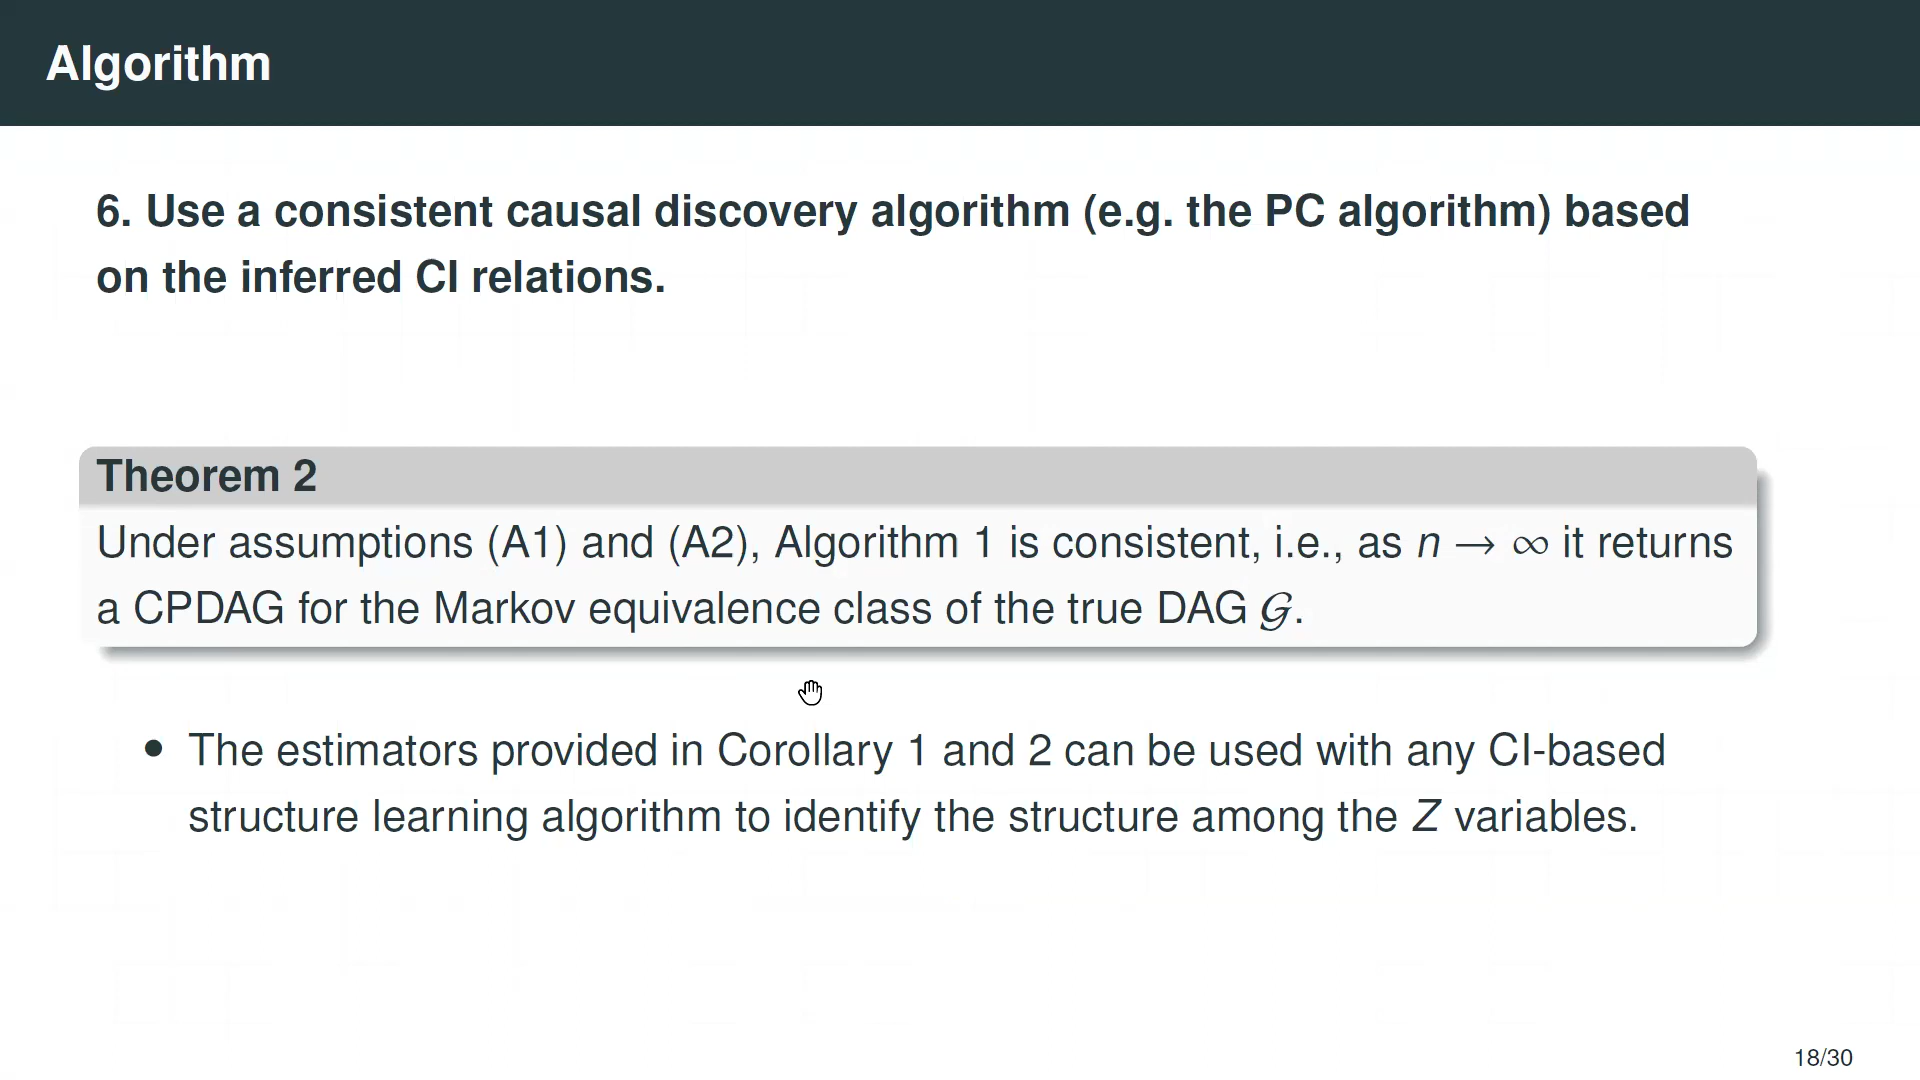 Algorithm
6. Use a consistent causal discovery algorithm (e.g. the PC algorithm) based
on the inferred CI relations.
Theorem 2
Under assumptions (A1) and (A2), Algorithm 1 is consistent, i.e., as n → ∞ it returns
a CPDAG for the Markov equivalence class of the true DAG 𝒢.
• The estimators provided in Corollary 1 and 2 can be used with any CI-based
structure learning algorithm to identify the structure among the Z variables.
18/30